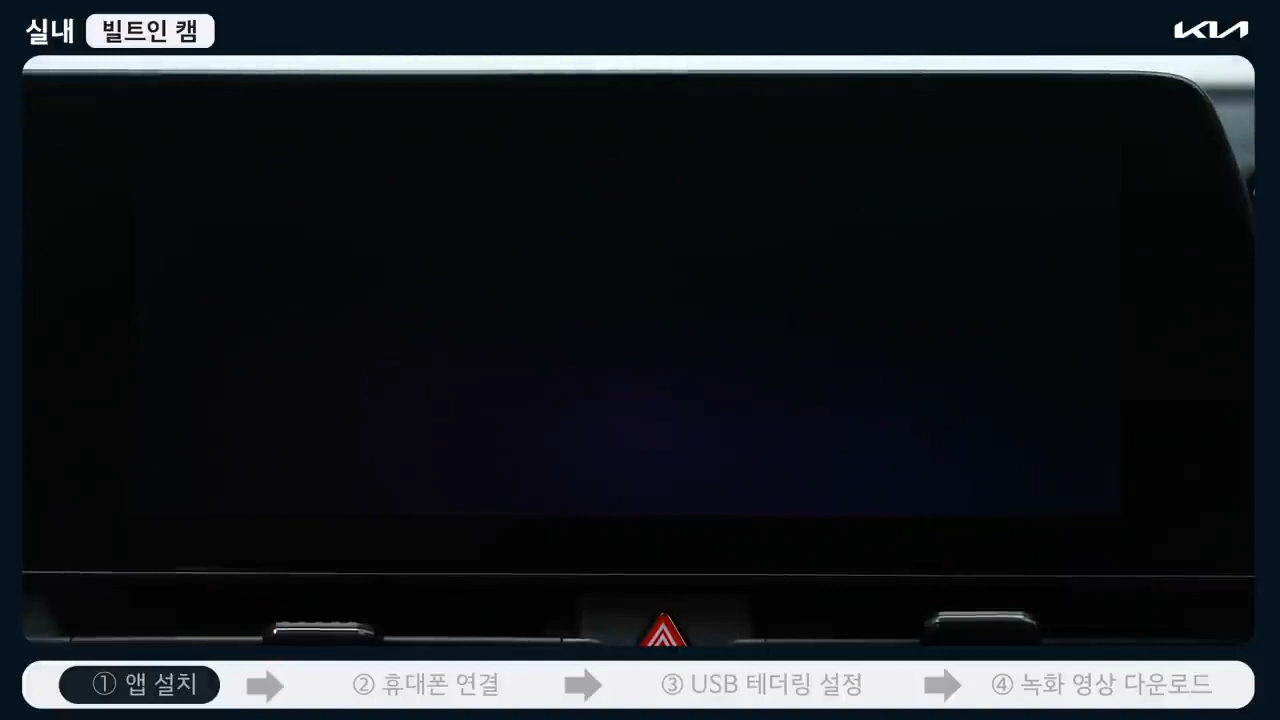 실내 빌트인 캠
KIA
① 앱 설치
② 휴대폰 연결
③ USB 테더링 설정
④ 녹화 영상 다운로드